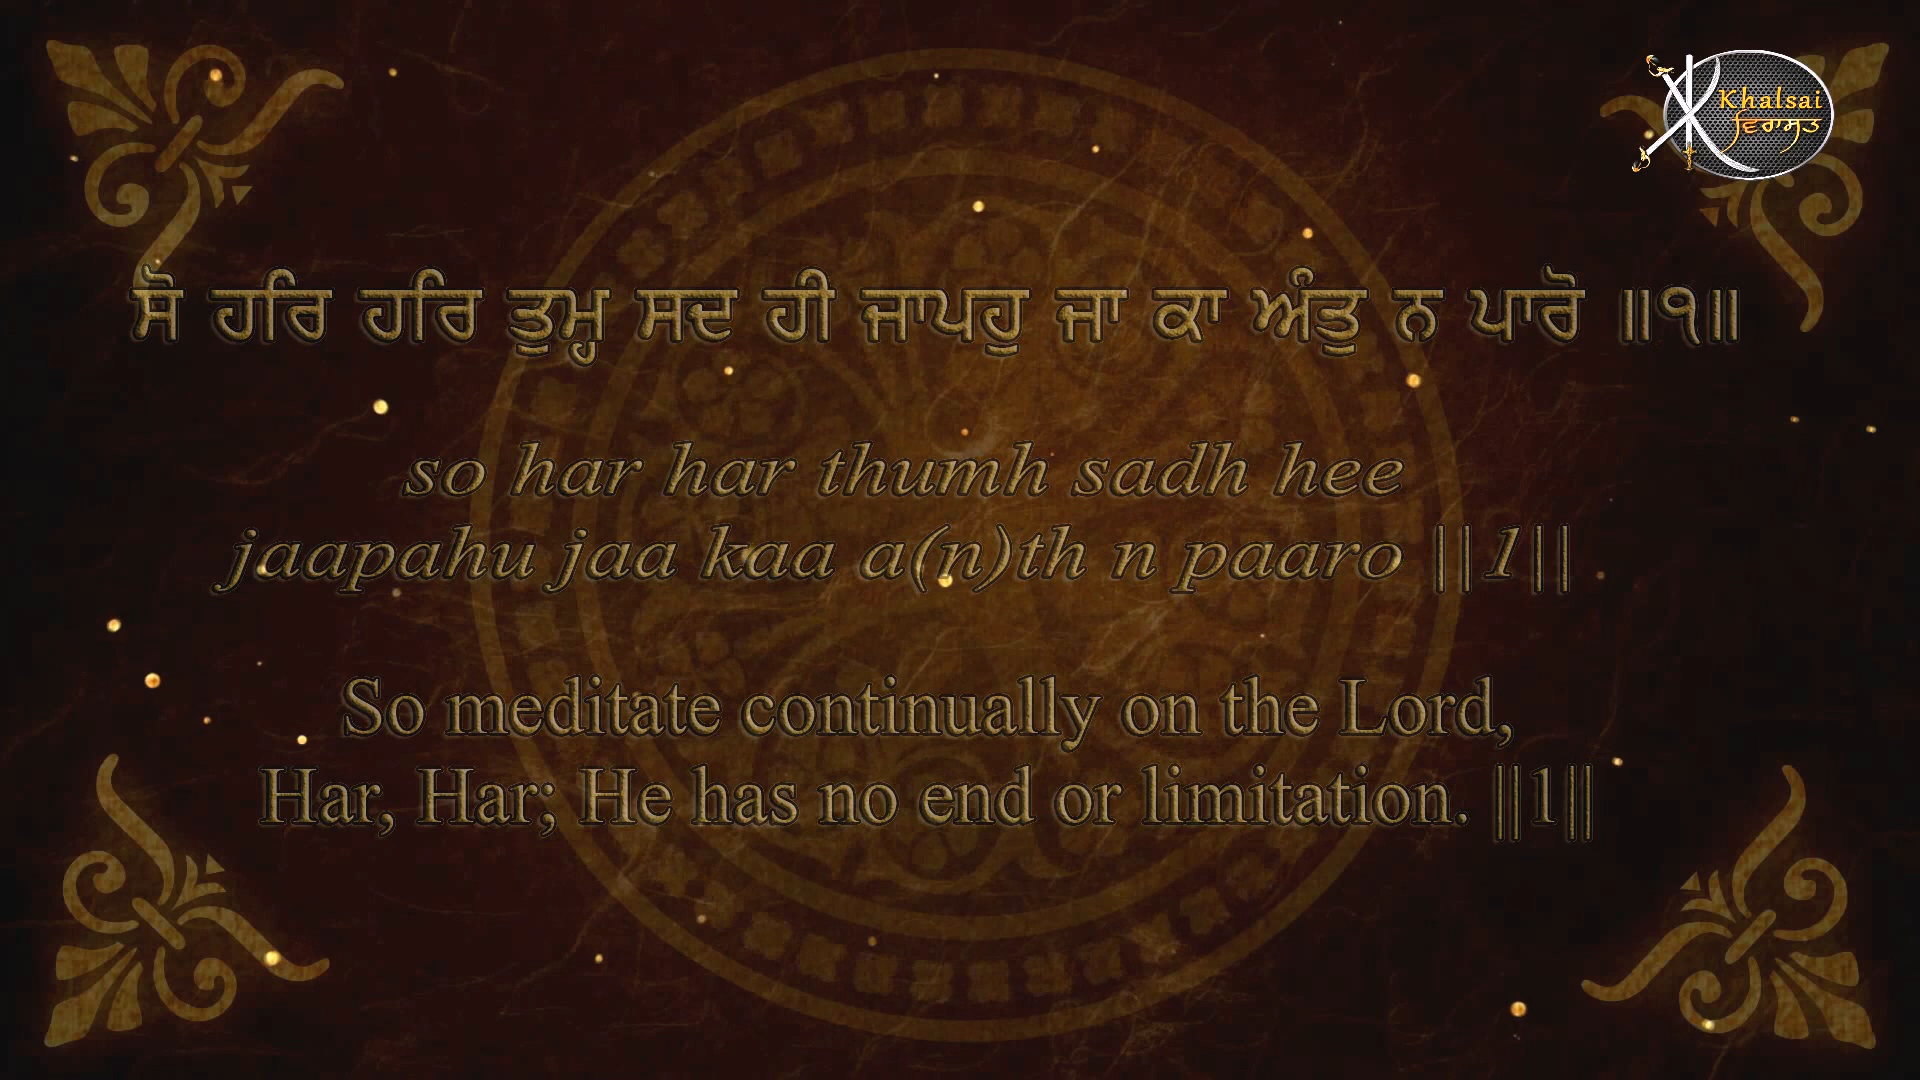 Khalsai
ਵਿਰਾਸਤ
ਸੋ ਹਰਿ ਹਰਿ ਤੁਮ੍ਹ ਸਦ ਹੀ ਜਾਪਹੁ ਜਾ ਕਾ ਅੰਤੁ ਨ ਪਾਰੋ ॥੧॥
so har har thumh sadh hee
jaapahu jaa kaa a(n)th n paaro ||1||
So meditate continually on the Lord,
Har, Har; He has no end or limitation. ||1||